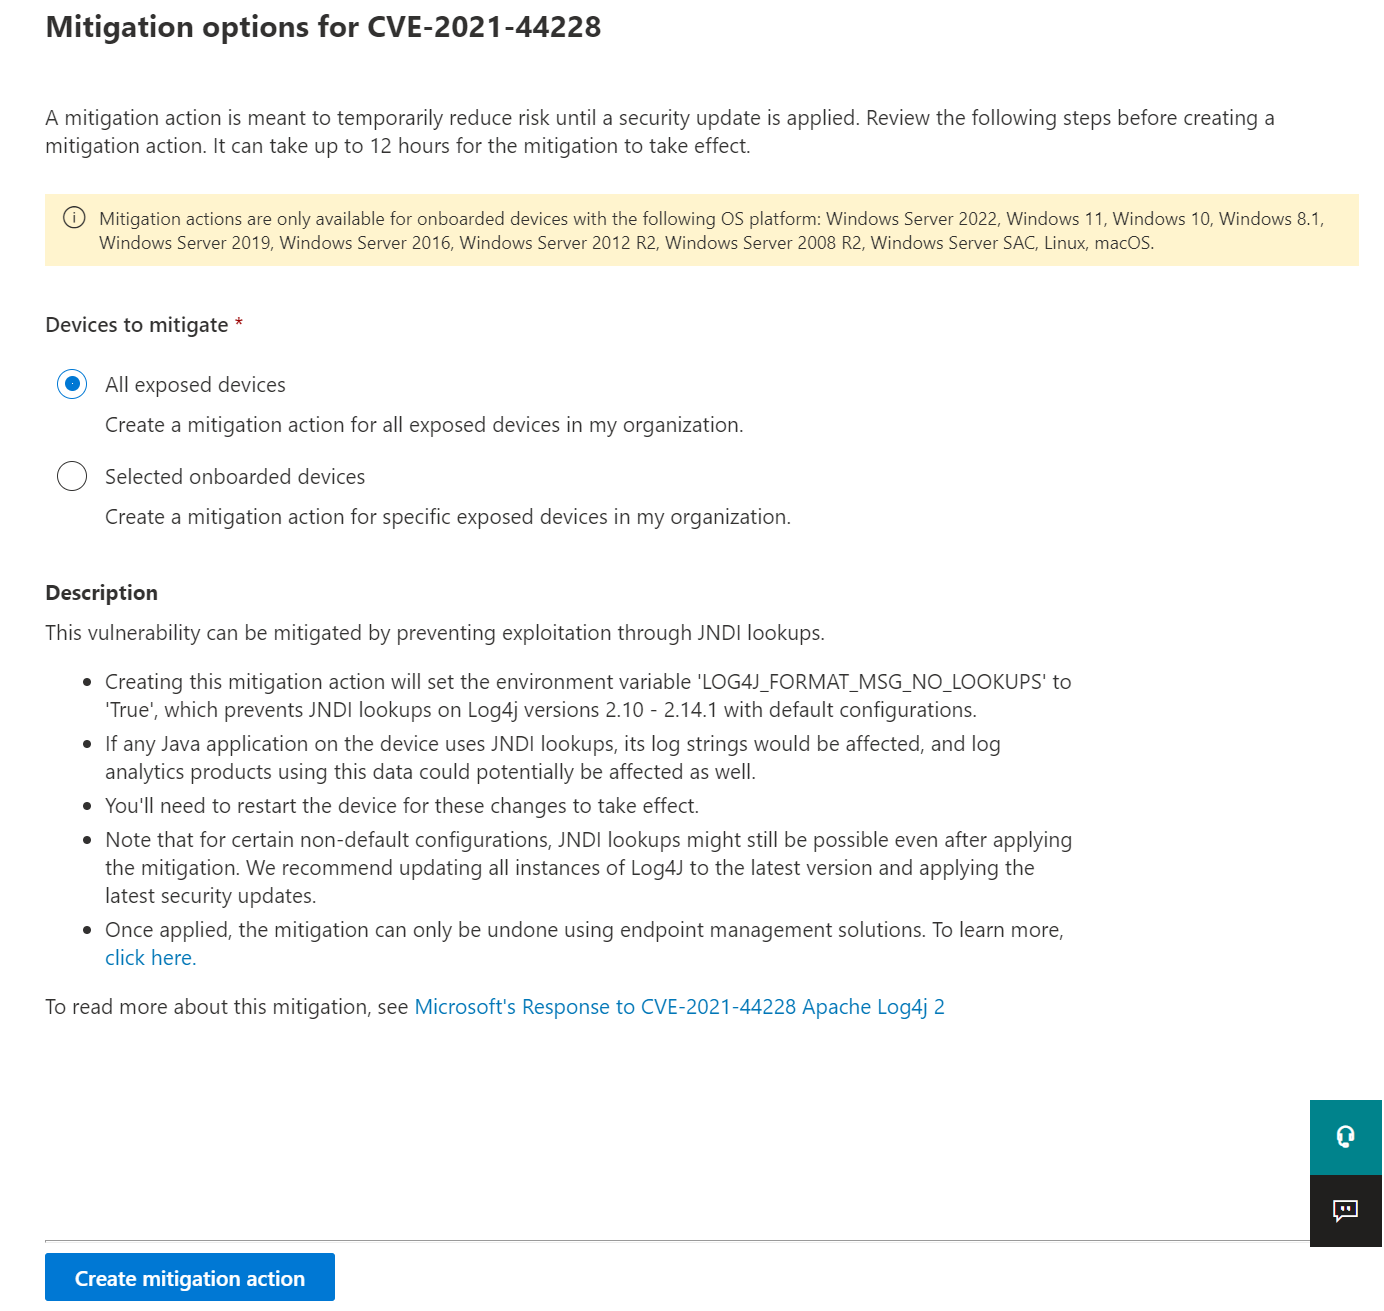 Mitigation options for CVE-2021-44228
A mitigation action is meant to temporarily reduce risk until a security update is applied. Review the following steps before creating a
mitigation action. It can take up to 12 hours for the mitigation to take effect.
Mitigation actions are only available for onboarded devices with the following OS platform: Windows Server 2022, Windows 11, Windows 10, Windows 8.1,
Windows Server 2019, Windows Server 2016, Windows Server 2012 R2, Windows Server 2008 R2, Windows Server SAC, Linux, macOS.
Devices to mitigate *
All exposed devices
Create a mitigation action for all exposed devices in my organization.
Selected onboarded devices
Create a mitigation action for specific exposed devices in my organization.
Description
This vulnerability can be mitigated by preventing exploitation through JNDI lookups.
• Creating this mitigation action will set the environment variable 'LOG4J_FORMAT_MSG_NO_LOOKUPS' to
'True', which prevents JNDI lookups on Log4j versions 2.10 - 2.14.1 with default configurations.
• If any Java application on the device uses JNDI lookups, its log strings would be affected, and log
analytics products using this data could potentially be affected as well.
• You'll need to restart the device for these changes to take effect.
• Note that for certain non-default configurations, JNDI lookups might still be possible even after applying
the mitigation. We recommend updating all instances of Log4J to the latest version and applying the
latest security updates.
• Once applied, the mitigation can only be undone using endpoint management solutions. To learn more,
click here.
To read more about this mitigation, see Microsoft's Response to CVE-2021-44228 Apache Log4j 2
Create mitigation action